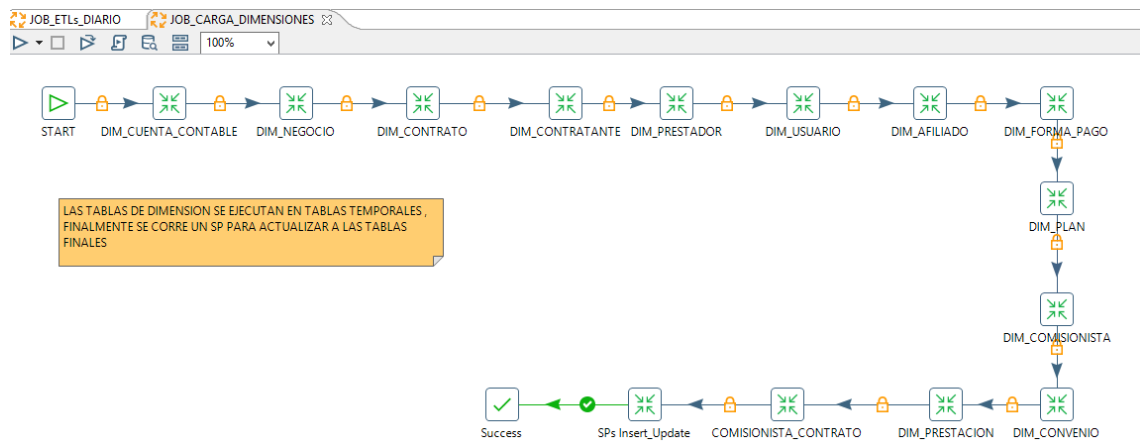 JOB_ETLs_DIARIO
JOB_CARGA_DIMENSIONES
100%
START
DIM_CUENTA_CONTABLE
DIM_NEGOCIO
DIM_CONTRATO
DIM_CONTRATANTE
DIM_PRESTADOR
DIM_USUARIO
DIM_AFILIADO
DIM_FORMA_PAGO
LAS TABLAS DE DIMENSION SE EJECUTAN EN TABLAS TEMPORALES ,
FINALMENTE SE CORRE UN SP PARA ACTUALIZAR A LAS TABLAS
FINALES
DIM_PLAN
DIM_COMISIONISTA
Success
SPs Insert_Update
COMISIONISTA_CONTRATO
DIM_PRESTACION
DIM_CONVENIO